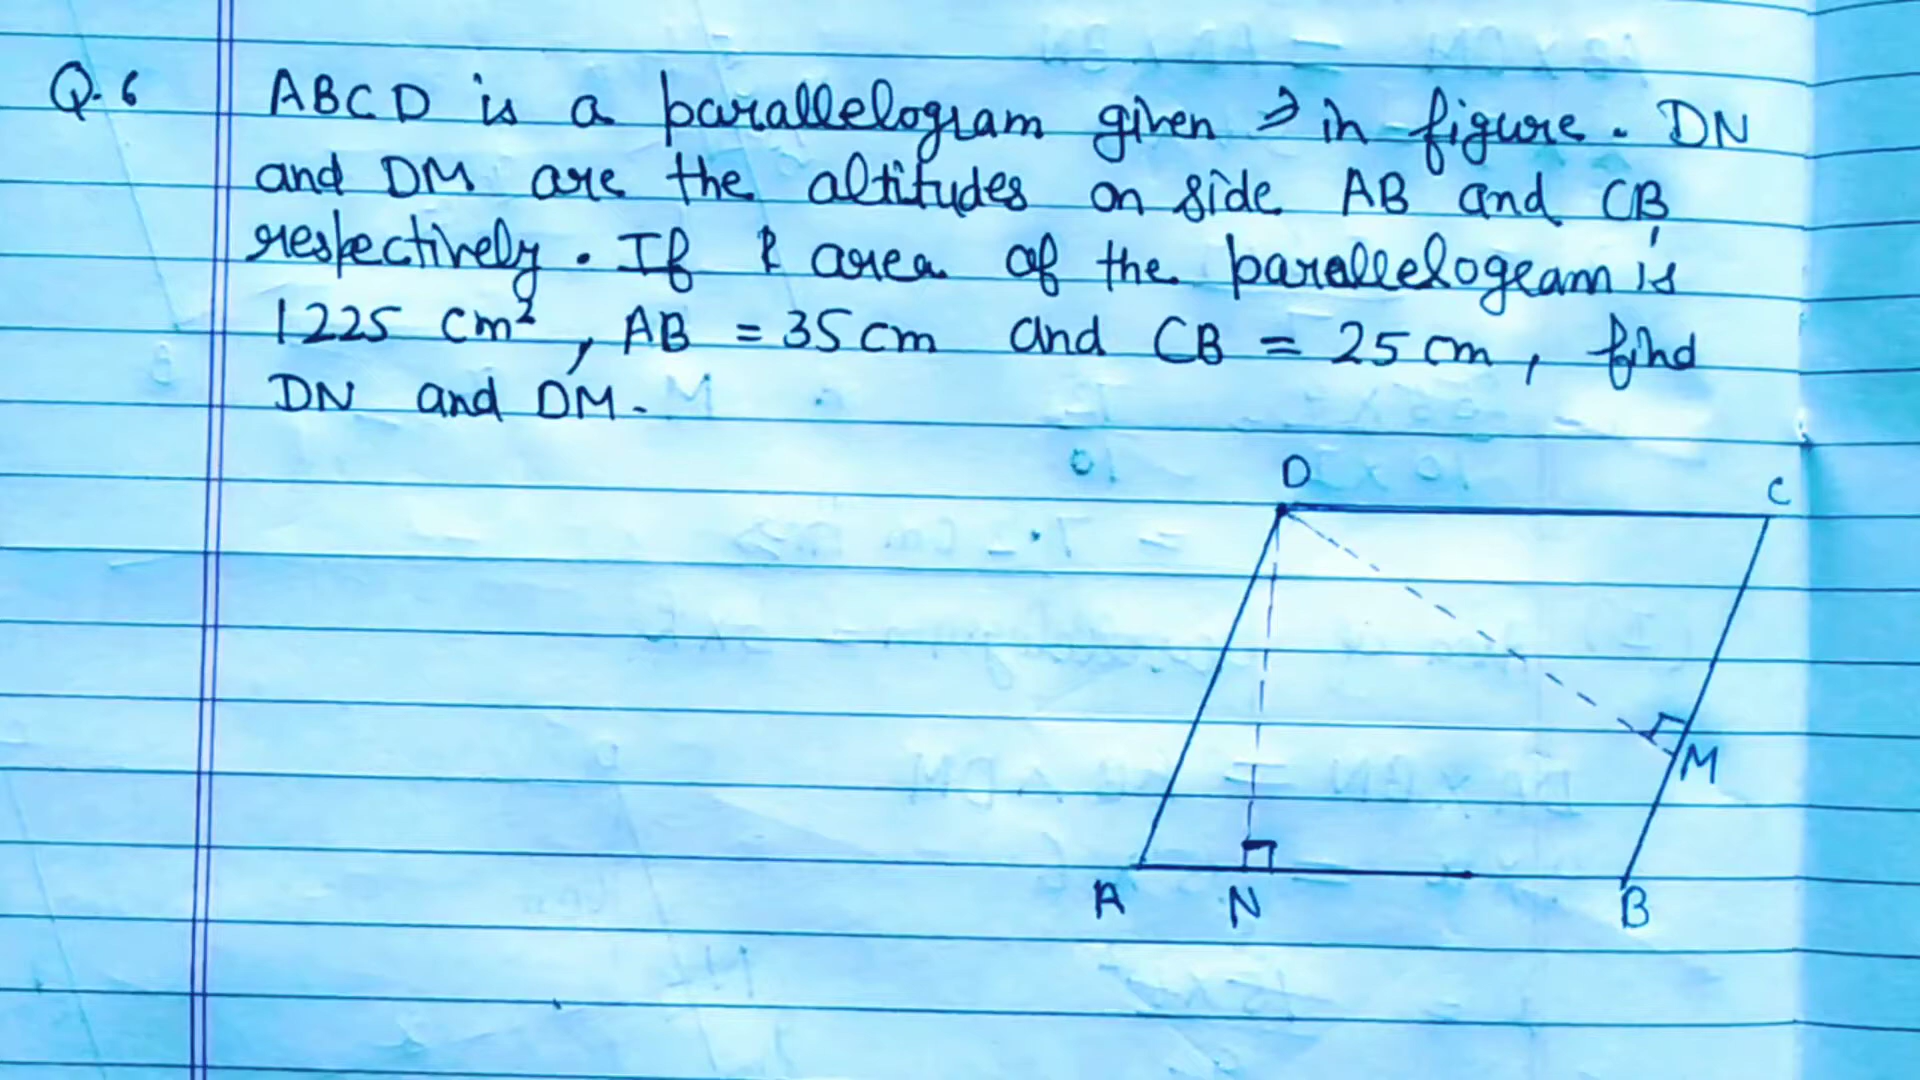 Q.6 ABCD is a parallelogram given in figure. DN
and DM are the altitudes on side AB and CB
respectively. If area of the parallelogram is
1225 cm², AB = 35 cm and CB = 25 cm, find
DN and DM.
D
C
M
A N B